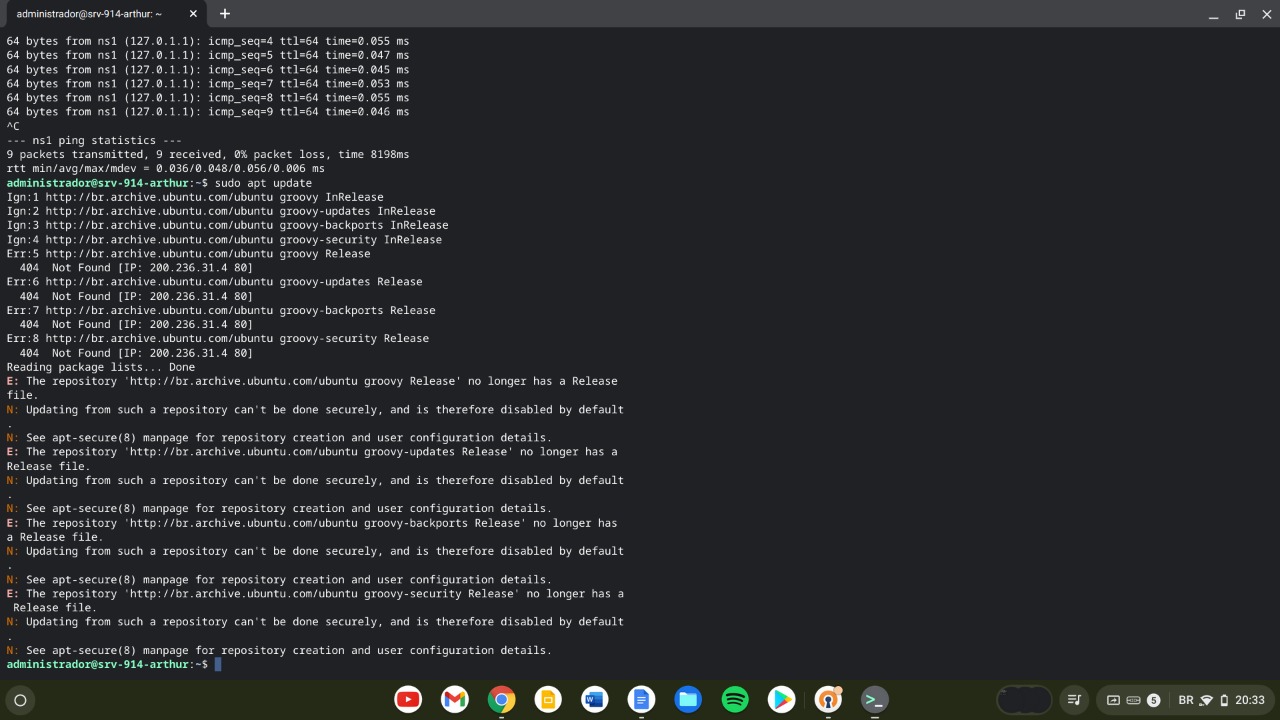 administrador@srv-914-arthur: ~
64 bytes from ns1 (127.0.1.1): icmp_seq=4 ttl=64 time=0.055 ms
64 bytes from ns1 (127.0.1.1): icmp_seq=5 ttl=64 time=0.047 ms
64 bytes from ns1 (127.0.1.1): icmp_seq=6 ttl=64 time=0.045 ms
64 bytes from ns1 (127.0.1.1): icmp_seq=7 ttl=64 time=0.053 ms
64 bytes from ns1 (127.0.1.1): icmp_seq=8 ttl=64 time=0.055 ms
64 bytes from ns1 (127.0.1.1): icmp_seq=9 ttl=64 time=0.046 ms
^C
--- ns1 ping statistics ---
9 packets transmitted, 9 received, 0% packet loss, time 8198ms
rtt min/avg/max/mdev = 0.036/0.048/0.056/0.006 ms
administrador@srv-914-arthur:~$ sudo apt update
Ign:1 http://br.archive.ubuntu.com/ubuntu groovy InRelease
Ign:2 http://br.archive.ubuntu.com/ubuntu groovy-updates InRelease
Ign:3 http://br.archive.ubuntu.com/ubuntu groovy-backports InRelease
Ign:4 http://br.archive.ubuntu.com/ubuntu groovy-security InRelease
Err:5 http://br.archive.ubuntu.com/ubuntu groovy Release
  404  Not Found [IP: 200.236.31.4 80]
Err:6 http://br.archive.ubuntu.com/ubuntu groovy-updates Release
  404  Not Found [IP: 200.236.31.4 80]
Err:7 http://br.archive.ubuntu.com/ubuntu groovy-backports Release
  404  Not Found [IP: 200.236.31.4 80]
Err:8 http://br.archive.ubuntu.com/ubuntu groovy-security Release
  404  Not Found [IP: 200.236.31.4 80]
Reading package lists... Done
E: The repository 'http://br.archive.ubuntu.com/ubuntu groovy Release' no longer has a Release
file.
N: Updating from such a repository can't be done securely, and is therefore disabled by default
.
N: See apt-secure(8) manpage for repository creation and user configuration details.
E: The repository 'http://br.archive.ubuntu.com/ubuntu groovy-updates Release' no longer has a
Release file.
N: Updating from such a repository can't be done securely, and is therefore disabled by default
.
N: See apt-secure(8) manpage for repository creation and user configuration details.
E: The repository 'http://br.archive.ubuntu.com/ubuntu groovy-backports Release' no longer has
a Release file.
N: Updating from such a repository can't be done securely, and is therefore disabled by default
.
N: See apt-secure(8) manpage for repository creation and user configuration details.
E: The repository 'http://br.archive.ubuntu.com/ubuntu groovy-security Release' no longer has a
 Release file.
N: Updating from such a repository can't be done securely, and is therefore disabled by default
.
N: See apt-secure(8) manpage for repository creation and user configuration details.
administrador@srv-914-arthur:~$
5 BR 20:33